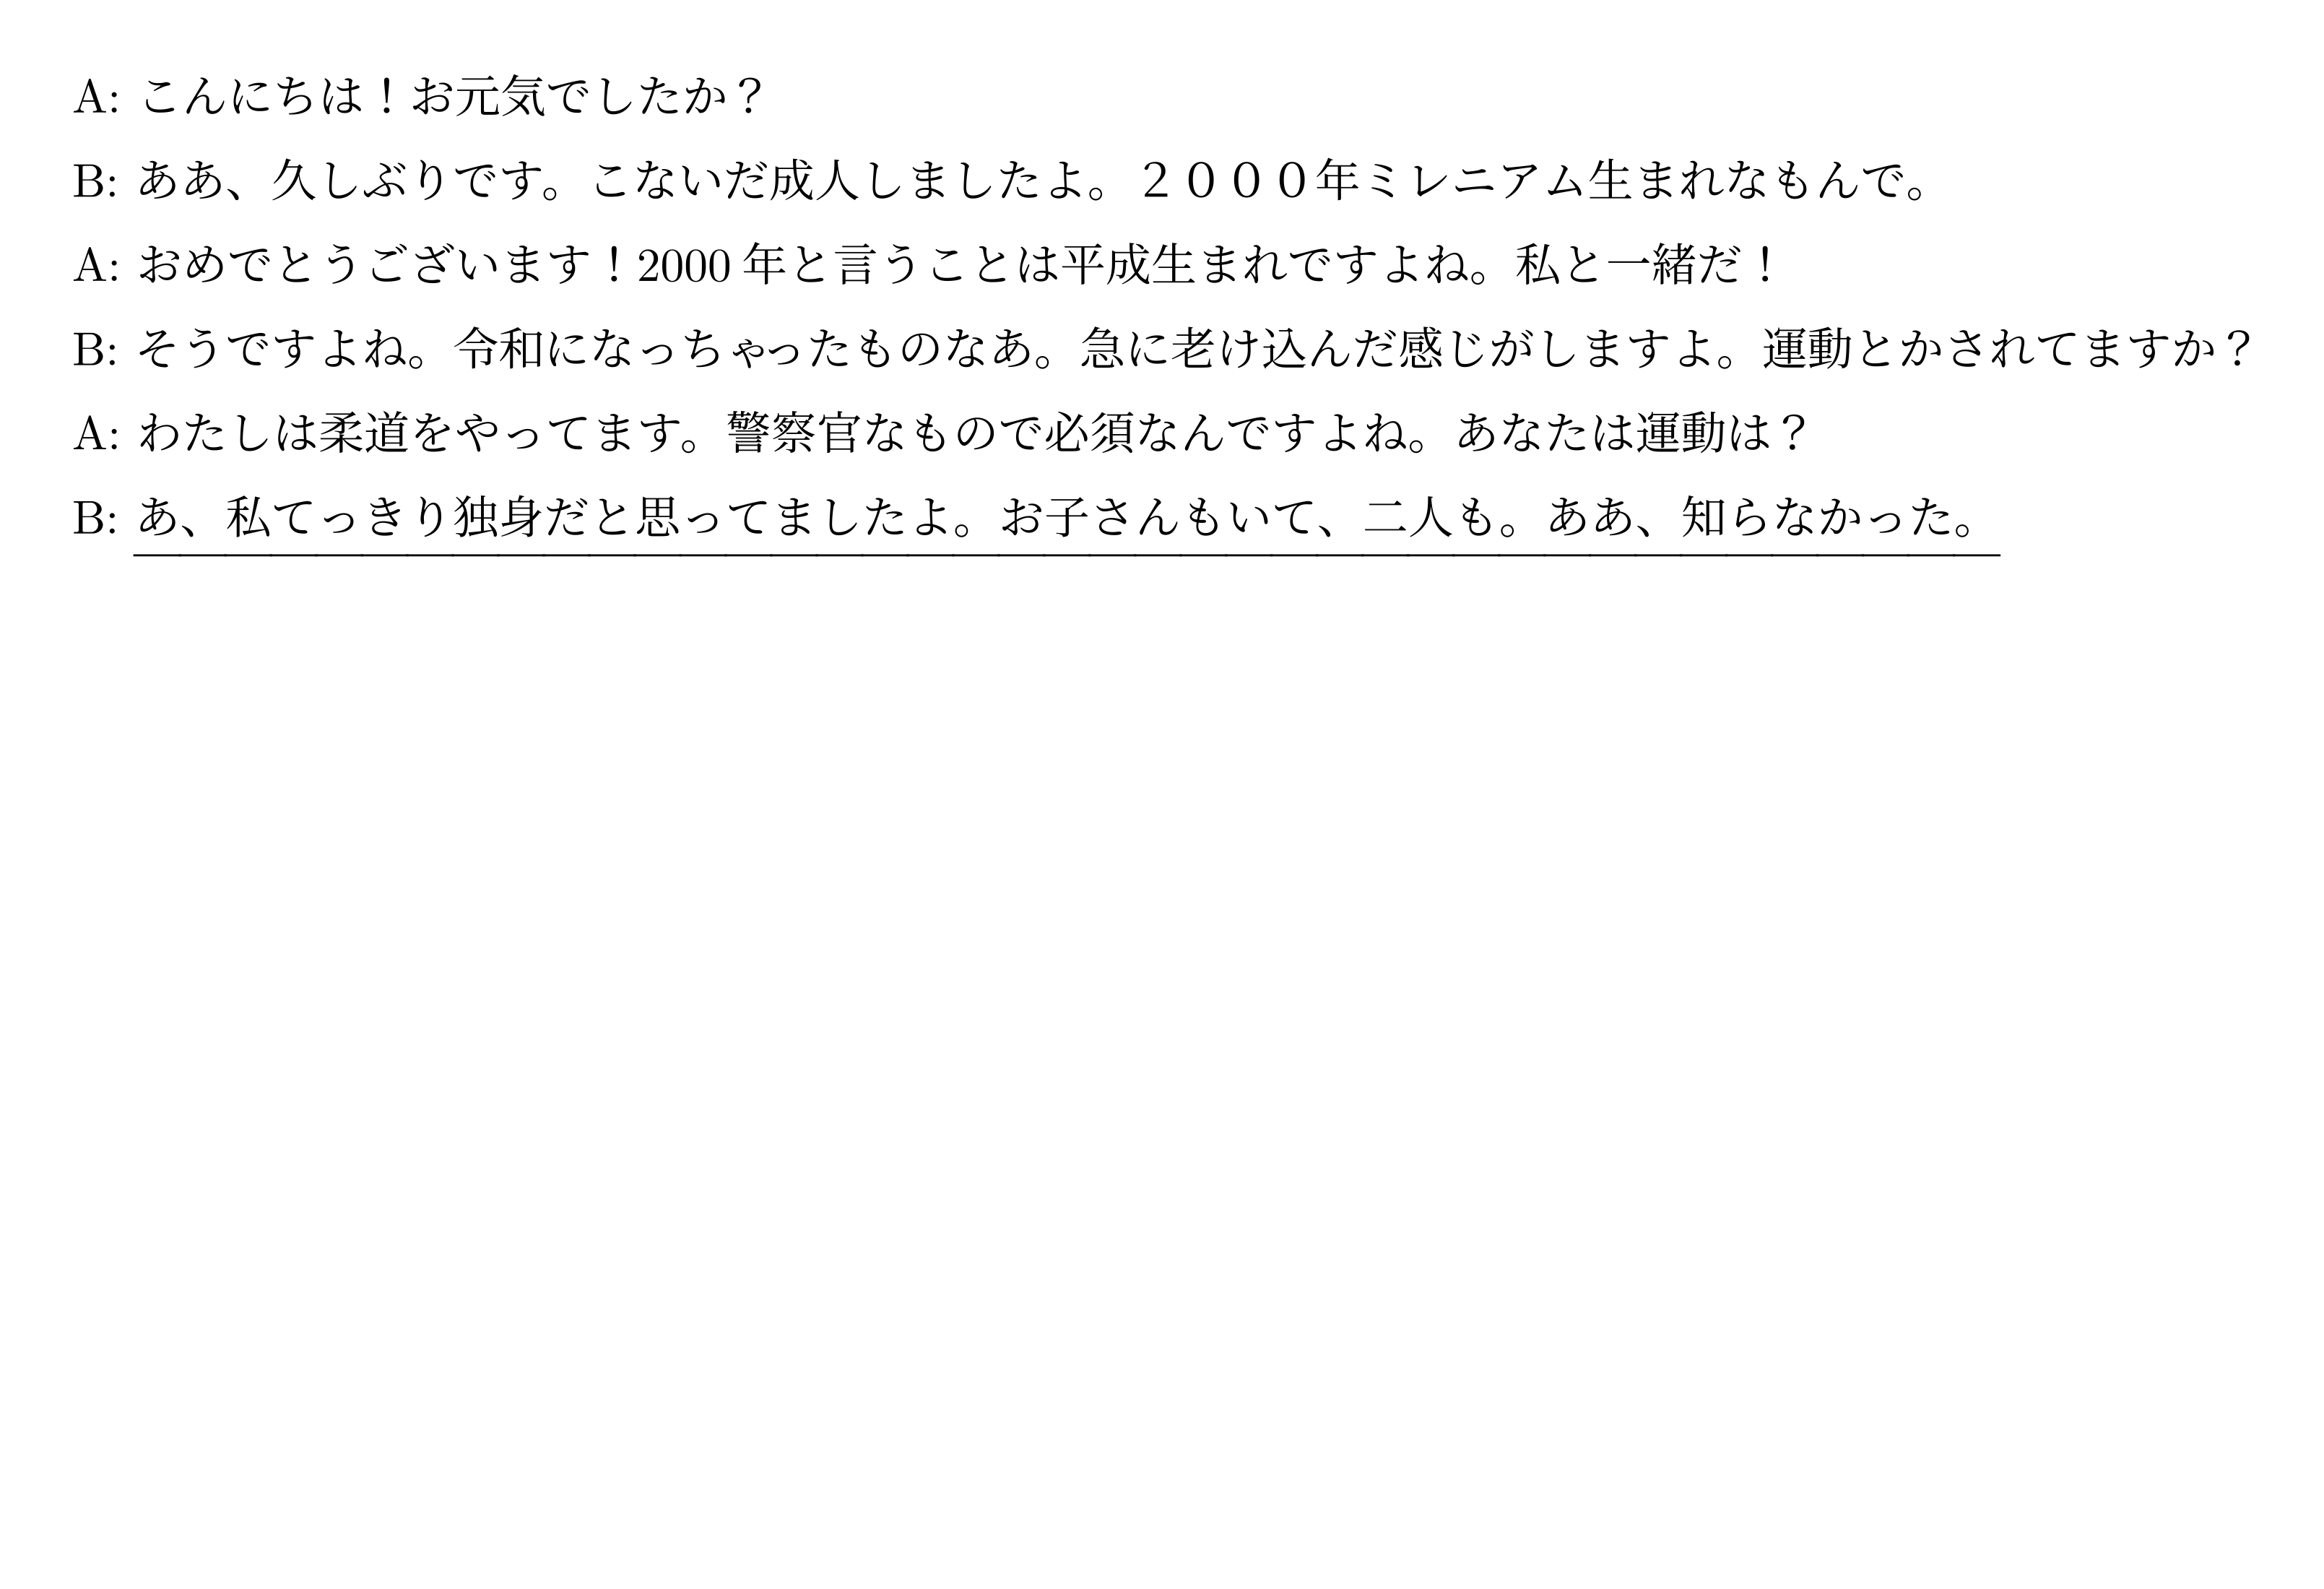 A: こんにちは！お元気でしたか？
B: ああ、久しぶりです。こないだ成人しましたよ。２０００年ミレニアム生まれなもんで。
A: おめでとうございます！2000 年と言うことは平成生まれですよね。私と一緒だ！
B: そうですよね。令和になっちゃったものなあ。急に老け込んだ感じがしますよ。運動とかされてますか？
A: わたしは柔道をやってます。警察官なもので必須なんですよね。あなたは運動は？
B: あ、私てっきり独身だと思ってましたよ。お子さんもいて、二人も。ああ、知らなかった。